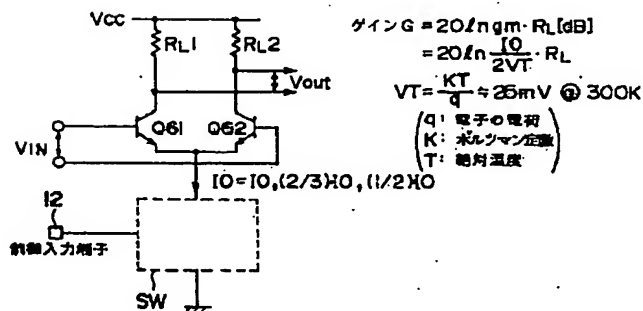 VCC
RL1
RL2
Vout
Q61
Q62
VIN
IO=IO,(2/3)IO,(1/2)IO
12
制御入力端子
SW
ゲインG=20ℓn gm・RL[dB]
=20ℓn IO/2VT・RL
VT=KT/q≒25mV @ 300K
q: 電子の電荷
K: ボルツマン定数
T: 絶対温度